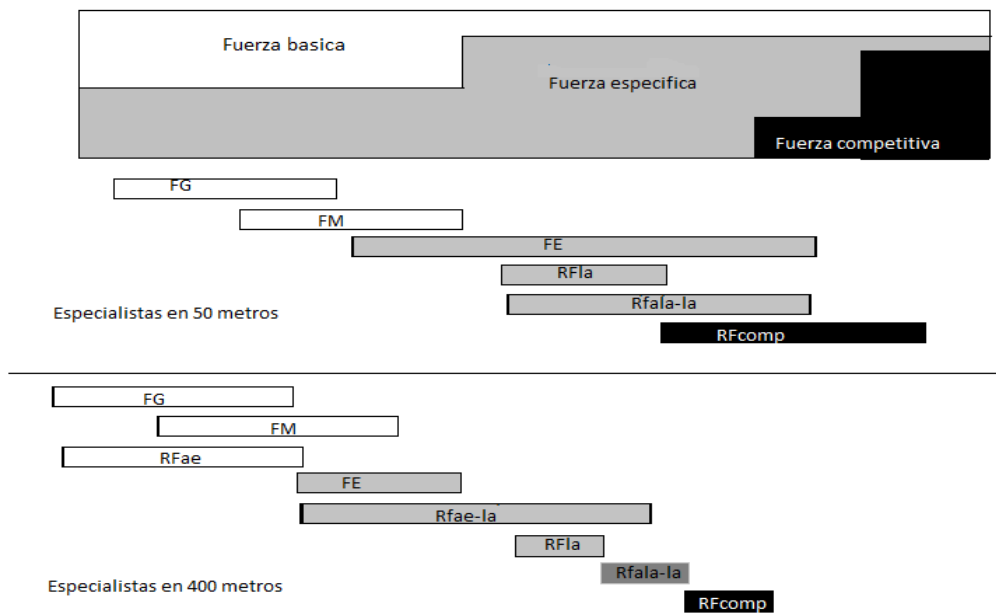 Fuerza basica
Fuerza especifica
Fuerza competitiva
FG
FM
FE
RFla
Rfala-la
Especialistas en 50 metros
RFcomp
FG
FM
RFae
FE
Rfae-la
RFla
Rfala-la
Especialistas en 400 metros
RFcomp